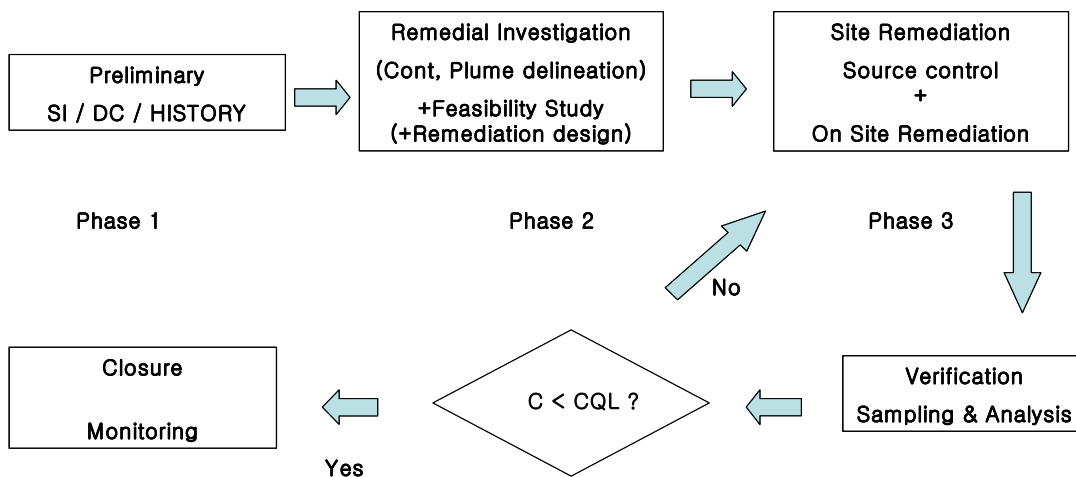 Preliminary
SI / DC / HISTORY
Remedial Investigation
(Cont, Plume delineation)
+Feasibility Study
(+Remediation design)
Site Remediation
Source control
+
On Site Remediation
Phase 1
Phase 2
Phase 3
No
Verification
Sampling & Analysis
C < CQL ?
Yes
Closure
Monitoring